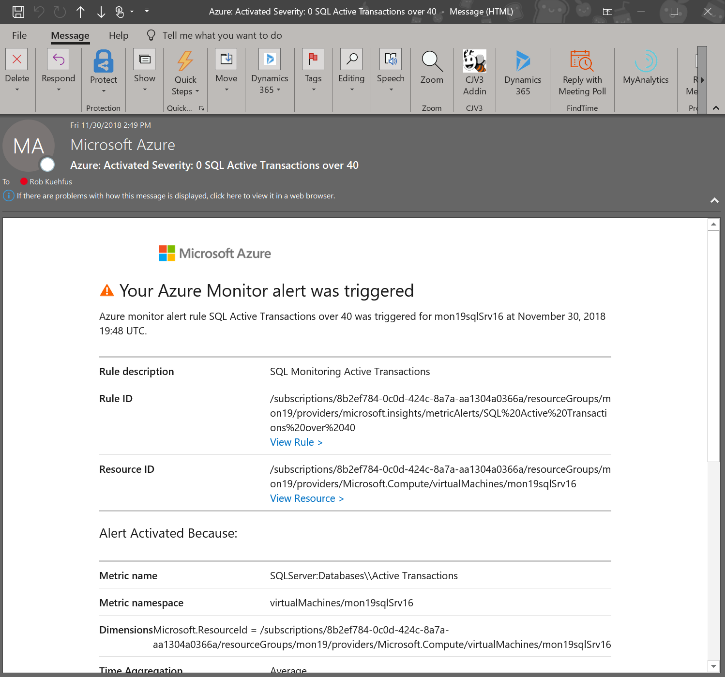 Azure: Activated Severity: 0 SQL Active Transactions over 40 - Message (HTML)
File Message Help Tell me what you want to do
Delete Respond Protect Show Quick Steps Move Dynamics 365 Tags Editing Speech Zoom CJV3 Addin Dynamics 365 Reply with Meeting Poll MyAnalytics
Protection Quick... Zoom CJV3 FindTime
Fri 11/30/2018 2:49 PM
MA
Microsoft Azure
Azure: Activated Severity: 0 SQL Active Transactions over 40
To Rob Kuehfus
If there are problems with how this message is displayed, click here to view it in a web browser.
Microsoft Azure
Your Azure Monitor alert was triggered
Azure monitor alert rule SQL Active Transactions over 40 was triggered for mon19sqlSrv16 at November 30, 2018
19:48 UTC.
Rule description SQL Monitoring Active Transactions
Rule ID /subscriptions/8b2ef784-0c0d-424c-8a7a-aa1304a0366a/resourceGroups/m
on19/providers/microsoft.insights/metricAlerts/SQL%20Active%20Transacti
ons%20over%2040
View Rule >
Resource ID /subscriptions/8b2ef784-0c0d-424c-8a7a-aa1304a0366a/resourceGroups/m
on19/providers/Microsoft.Compute/virtualMachines/mon19sqlSrv16
View Resource >
Alert Activated Because:
Metric name SQLServer:Databases\\Active Transactions
Metric namespace virtualMachines/mon19sqlSrv16
Dimensions Microsoft.ResourceId = /subscriptions/8b2ef784-0c0d-424c-8a7a-
aa1304a0366a/resourceGroups/mon19/providers/Microsoft.Compute/virtualMachines/mon19sqlSrv16
Time Aggregation Average